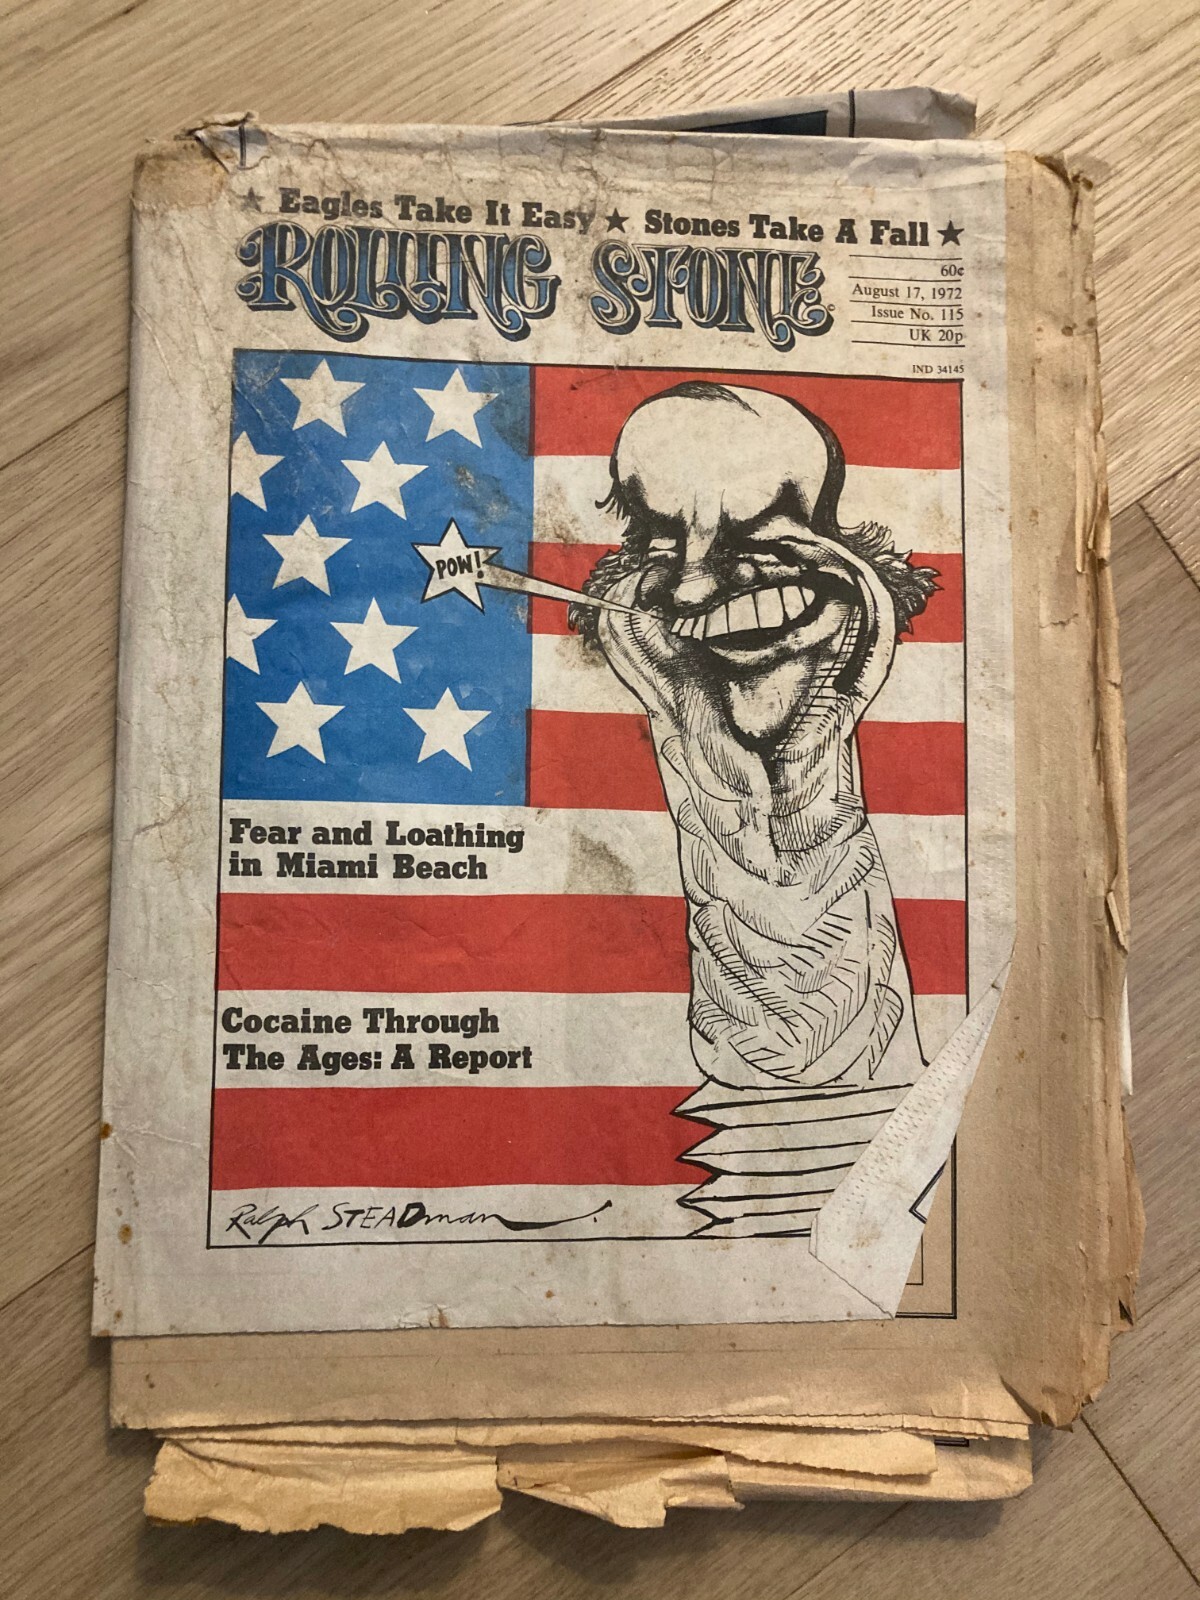 ★ Eagles Take It Easy ★ Stones Take A Fall ★
ROLLING STONE
©
60¢
August 17, 1972
Issue No. 115
UK 20p
IND 34145
POW!
Fear and Loathing
in Miami Beach
Cocaine Through
The Ages: A Report
Ralph STEADman